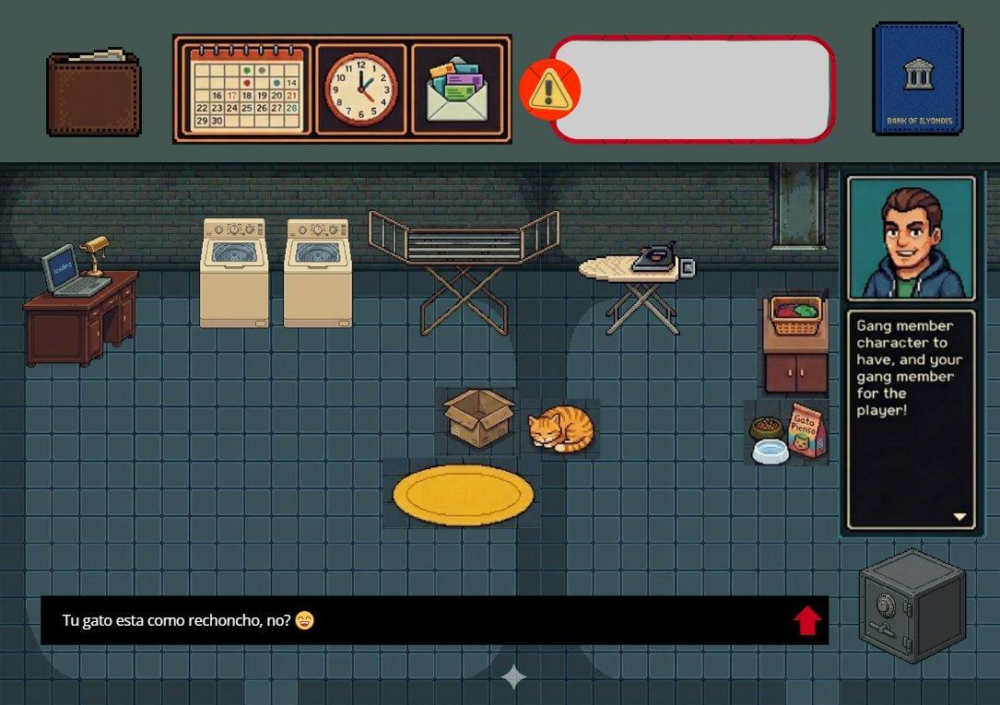 14
16 17 18 19 20 21
22 23 24 25 26 27 28
29 30
12
1
2
3
4
5
6
7
8
9
10
11
BANK OF ILYONOIS
loading
Gang member
character to
have, and your
gang member
for the
player!
Gato
Pienso
Tu gato esta como rechoncho, no? 😄